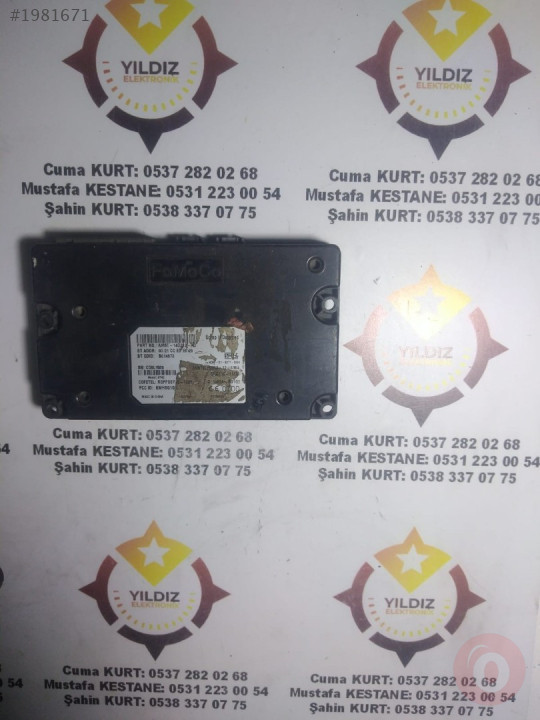 #1981671
YILDIZ
ELEKTRONİK
Cuma KURT: 0537 282 02 68
Mustafa KESTANE: 0531 223 00 54
Şahin KURT: 0538 337 07 75
YILDIZ
ELEKTRONİK
Cuma KURT: 0537 282 02 68
Mustafa KESTANE: 0531 223 00 5
Şahin KURT: 0538 337 07 75
FoMoCo
PART NO.
Cuma KURT: 0537 282 02 68
Mustafa KESTANE: 0531 223 00 54
Şahin KURT: 0538 337 07 75
Cuma KURT: 0537 282 02 68
Mustafa KESTANE: 0531 223 00 54
Şahin KURT: 0538 337 07 75
54
YILDIZ
ELEKTRONİK
Cuma KURT: 0537 282 02 68
Mustafa KESTANE: 0531 223 00 54
Şahin KURT: 0538 337 07 75
YILDIZ
ELEKTRONİK
Cuma KURT: 0537 282 02 68
Mustafa KESTANE: 0531 223 00 54
Şahin KURT: 0538 337 07 75